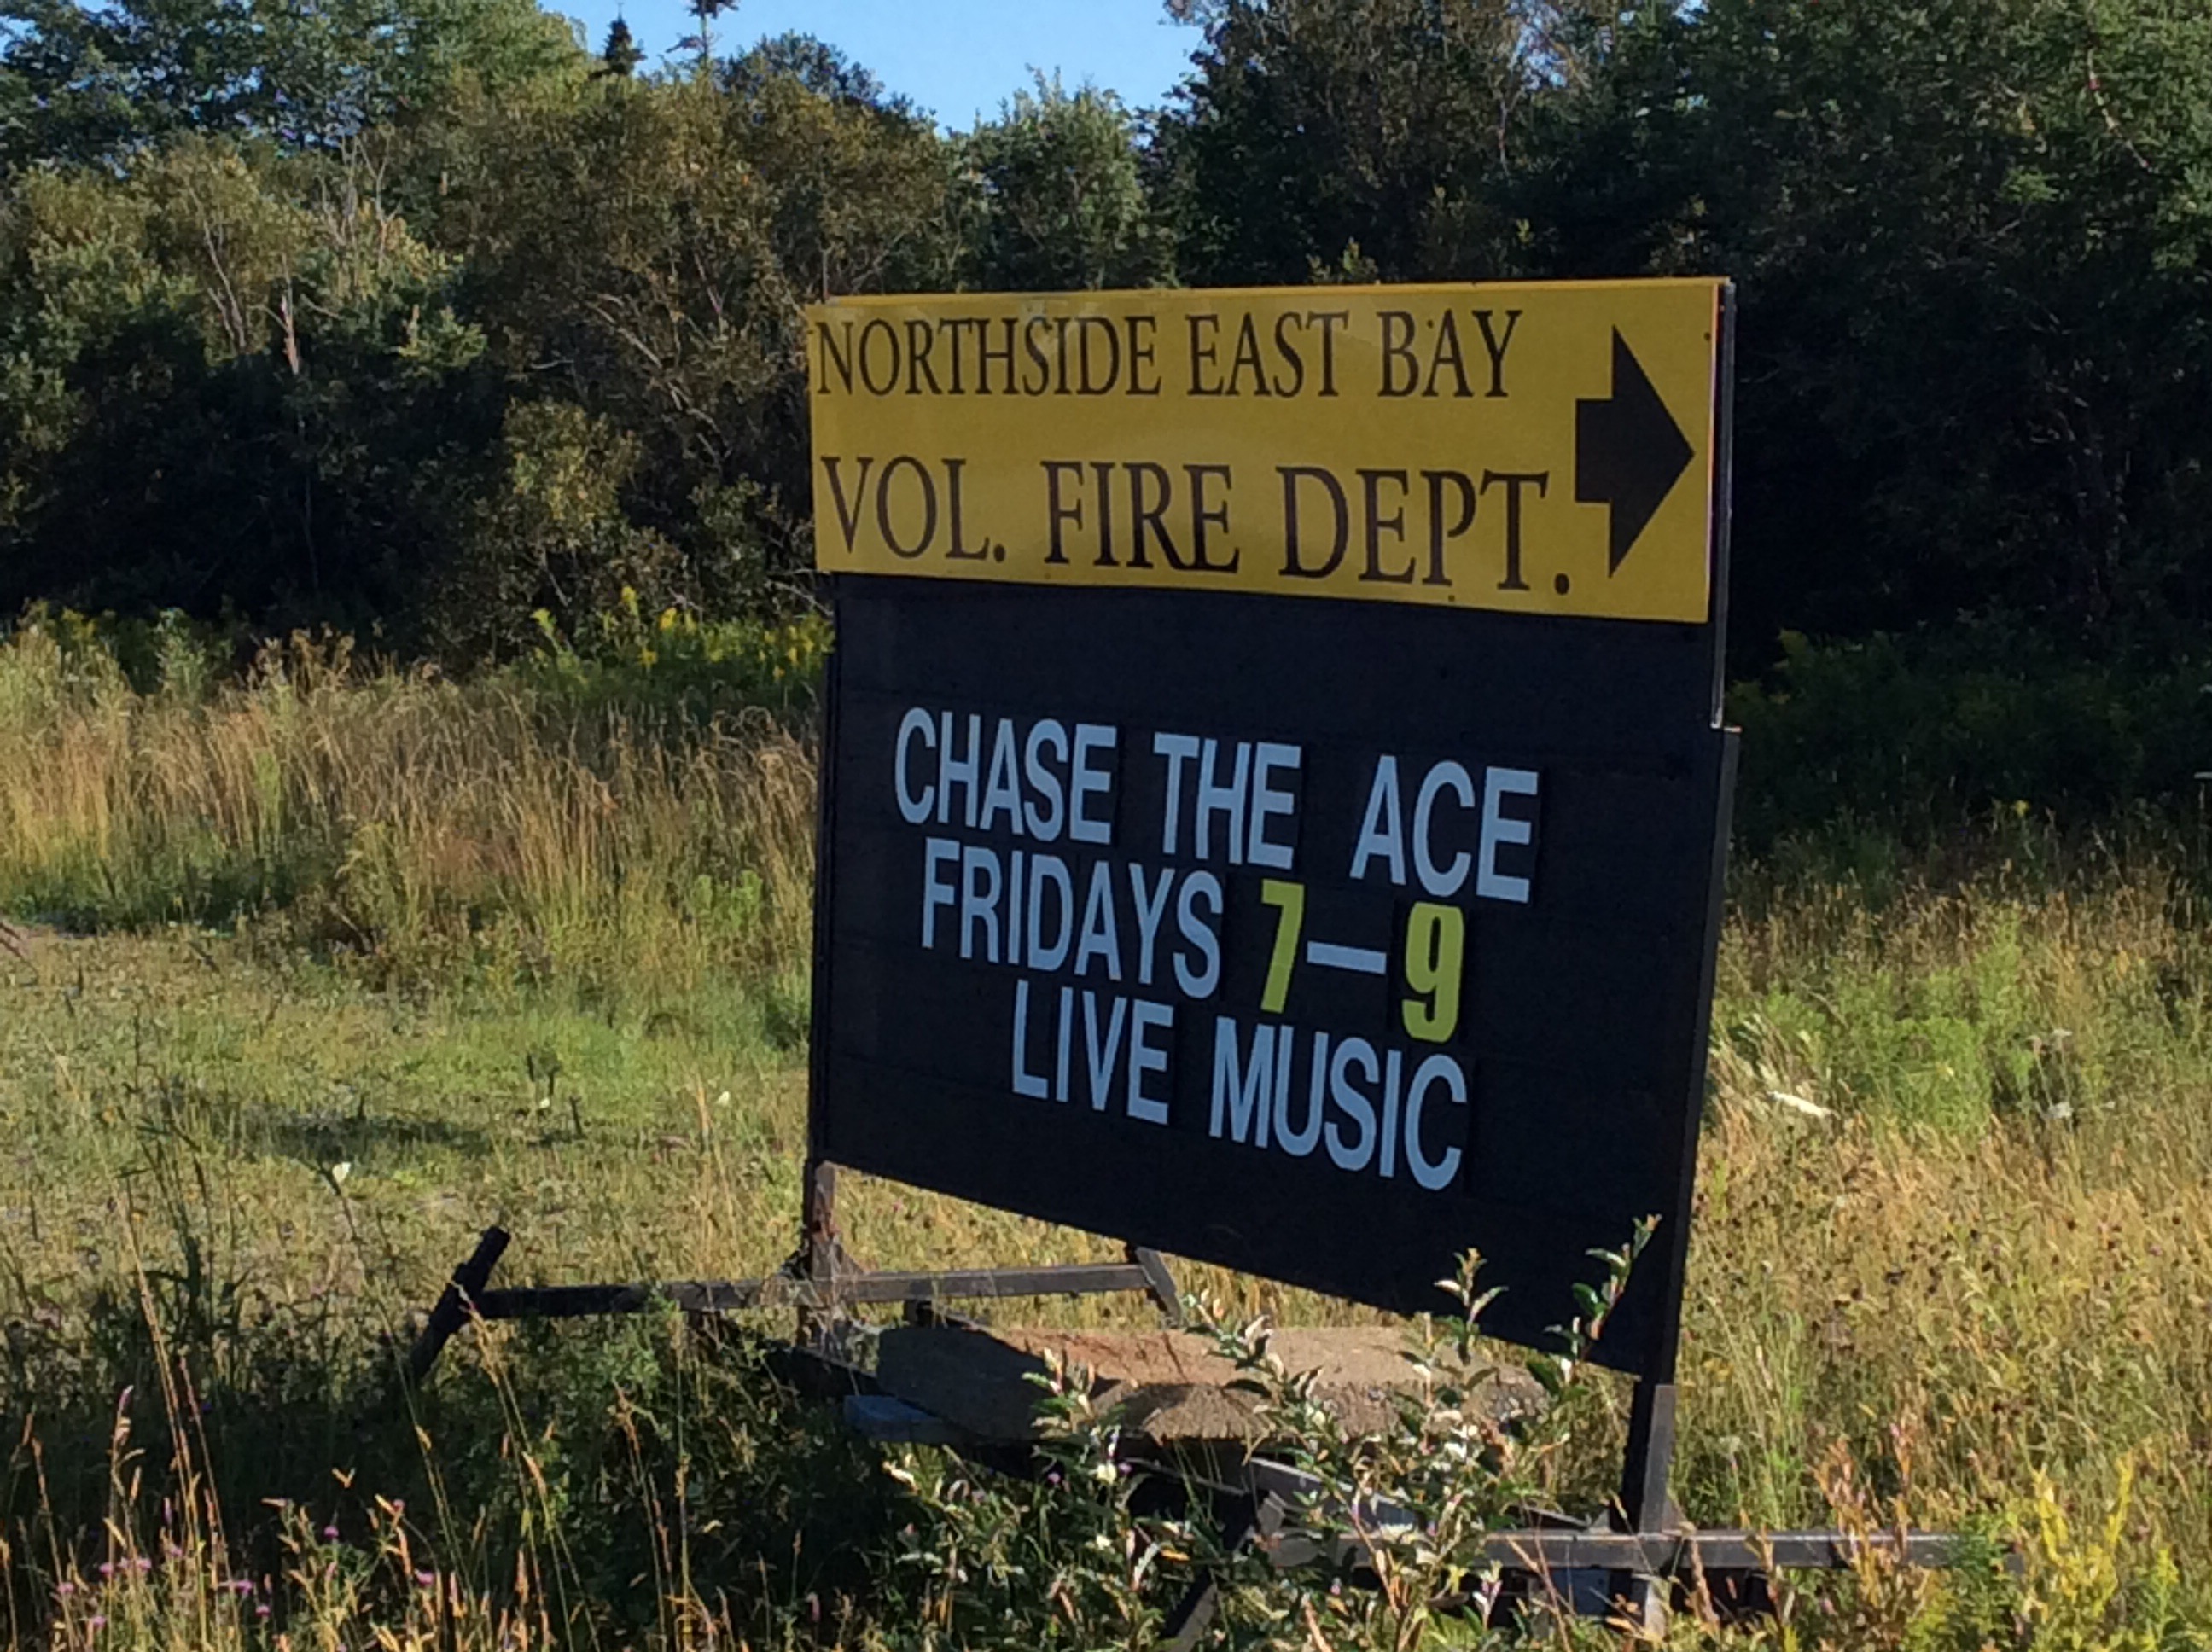 NORTHSIDE EAST BAY
VOL. FIRE DEPT.
CHASE THE ACE
FRIDAYS 7–9
LIVE MUSIC